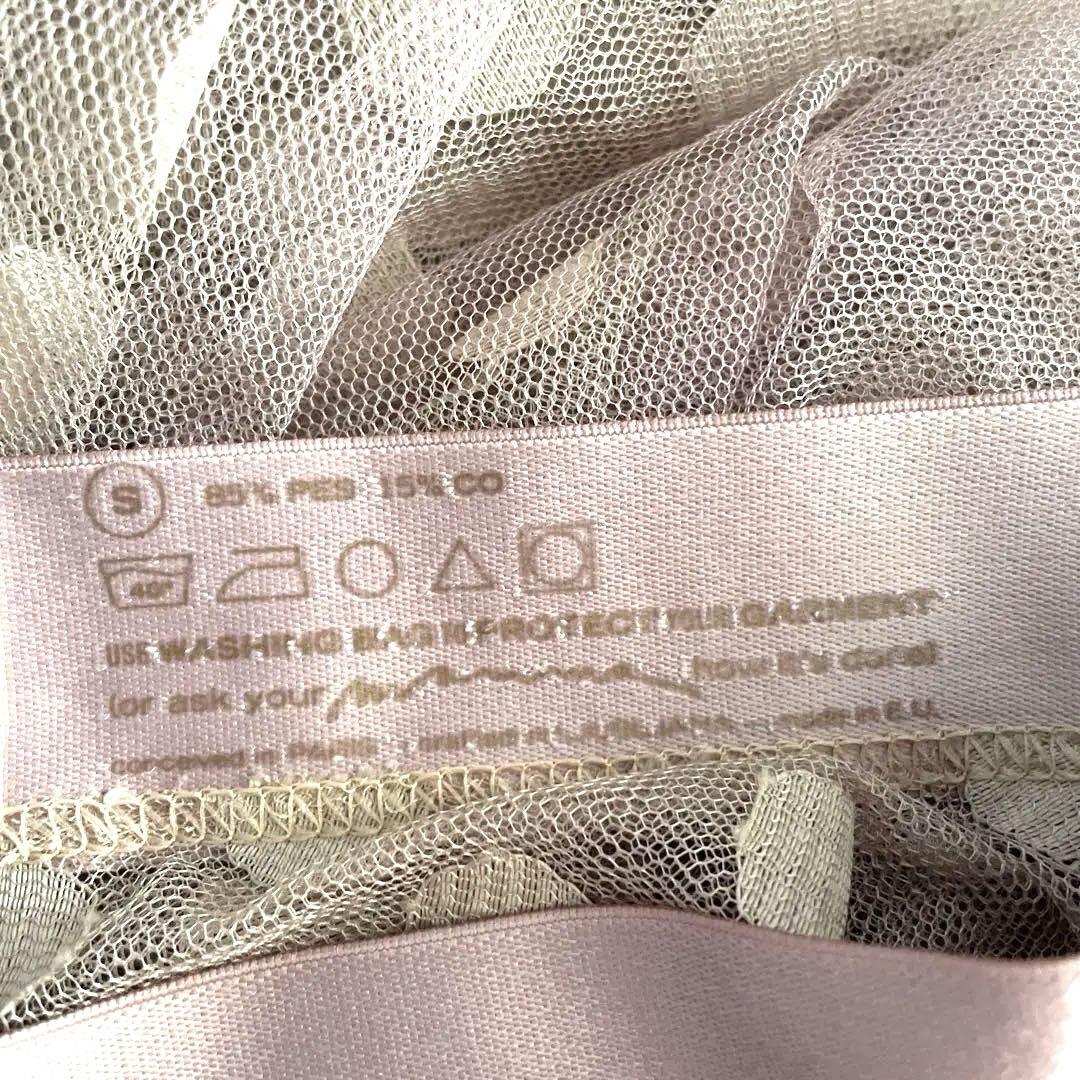 S 85% PES 15% CO
40°
USE WASHING BAG TO PROTECT YOUR GARMENT
(or ask your Mamma, how it's done)
conceived in PARIS — in LJUBLJANA — made in E.U.